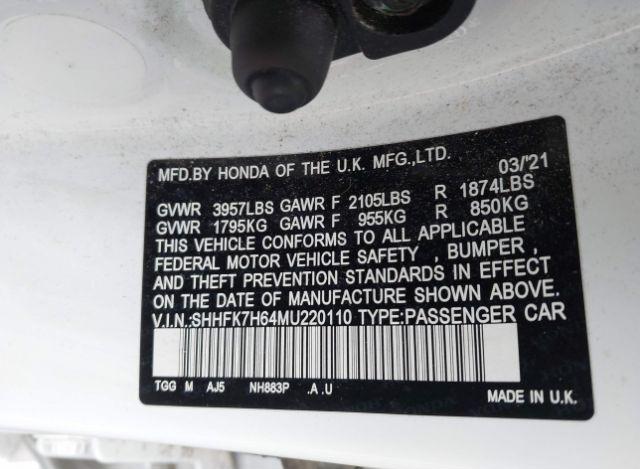 MFD.BY HONDA OF THE U.K. MFG.,LTD. 03/'21
GVWR 3957LBS GAWR F 2105LBS R 1874LBS
GVWR 1795KG GAWR F 955KG R 850KG
THIS VEHICLE CONFORMS TO ALL APPLICABLE
FEDERAL MOTOR VEHICLE SAFETY , BUMPER ,
AND THEFT PREVENTION STANDARDS IN EFFECT
ON THE DATE OF MANUFACTURE SHOWN ABOVE.
V.I.N.:SHHFK7H64MU220110 TYPE:PASSENGER CAR
TGG M AJ5 NH883P .A .U MADE IN U.K.